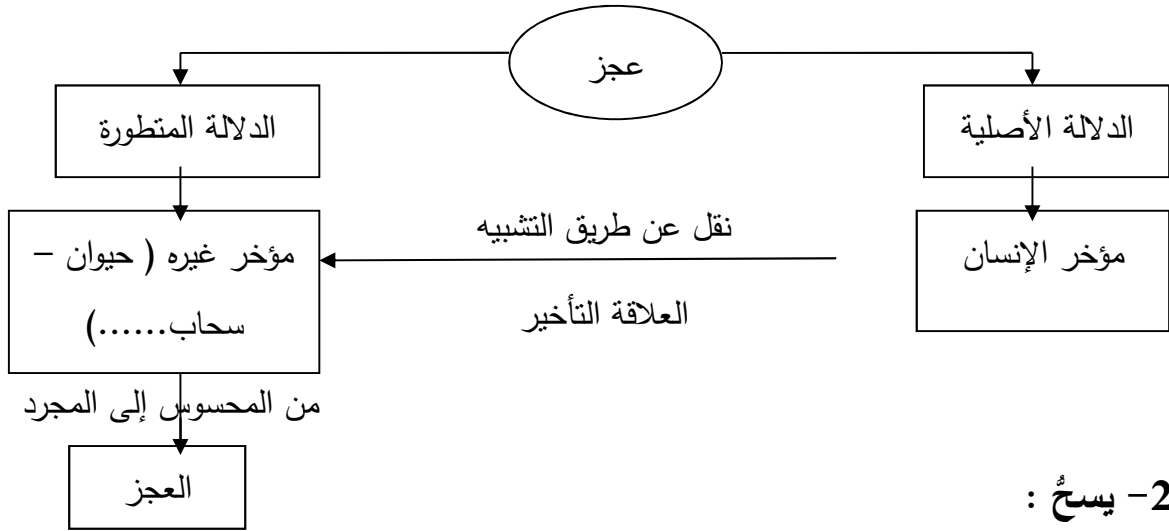 عجز
الدلالة الأصلية
الدلالة المتطورة
مؤخر الإنسان
نقل عن طريق التشبيه
العلاقة التأخير
مؤخر غيره ( حيوان –
سحاب......)
من المحسوس إلى المجرد
العجز
2- يسحُّ :